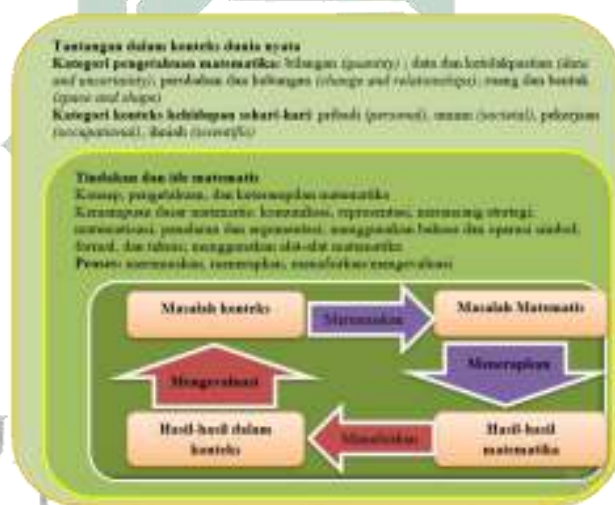 Tantangan dalam konteks dunia nyata
Kategori pengetahuan matematika: bilangan (quantity) ; data dan ketidakpastian (data
and uncertainty); perubahan dan hubungan (change and relationships); ruang dan bentuk
(space and shape)
Kategori konteks kehidupan sehari-hari: pribadi (personal), umum (societal), pekerjaan
(occupational), ilmiah (scientific)
Tindakan dan ide matematis
Konsep, pengetahuan, dan keterampilan matematika
Kemampuan dasar matematis: komunikasi, representasi, merancang strategi,
matematisasi, penalaran dan argumentasi, menggunakan bahasa dan operasi simbol,
formal, dan teknis, menggunakan alat-alat matematika
Proses: merumuskan, menerapkan, menafsirkan mengevaluasi
Masalah konteks
Merumuskan
Masalah Matematis
Mengevaluasi
Menerapkan
Hasil-hasil dalam
konteks
Menafsirkan
Hasil-hasil
matematika